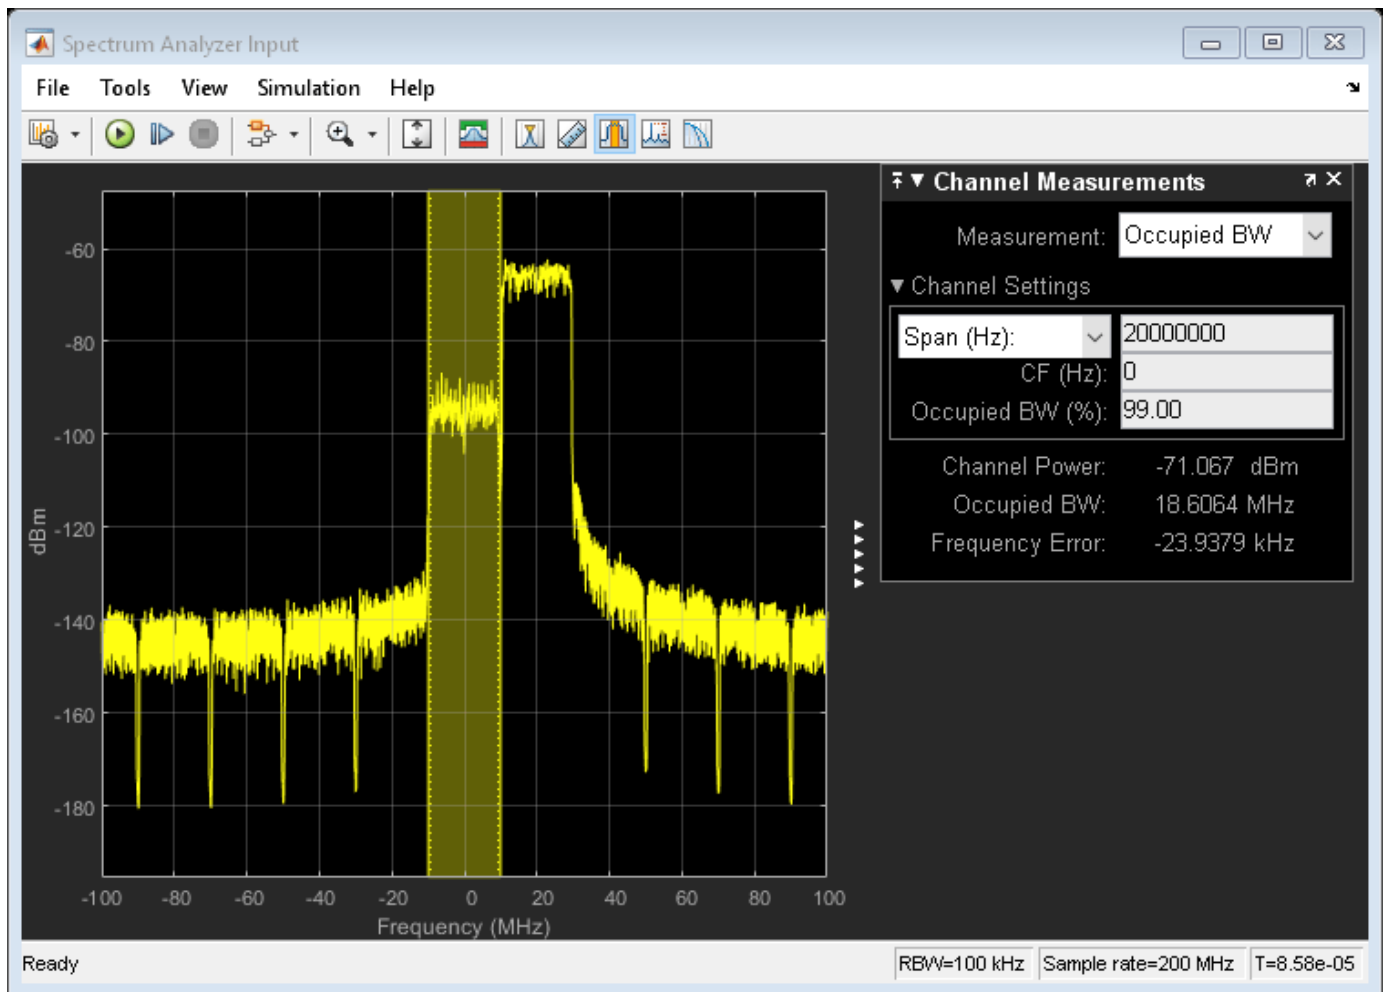 Spectrum Analyzer Input
File Tools View Simulation Help
Channel Measurements
Measurement: Occupied BW
Channel Settings
Span (Hz): 20000000
CF (Hz): 0
Occupied BW (%): 99.00
Channel Power: -71.067 dBm
Occupied BW: 18.6064 MHz
Frequency Error: -23.9379 kHz
-60
-80
-100
-120
-140
-160
-180
dBm
-100 -80 -60 -40 -20 0 20 40 60 80 100
Frequency (MHz)
Ready RBW=100 kHz Sample rate=200 MHz T=8.58e-05